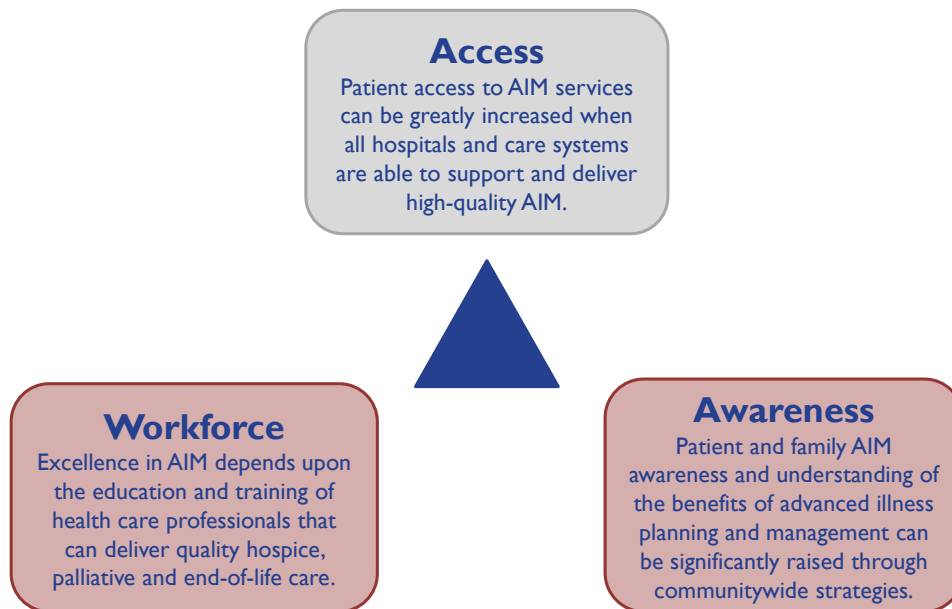 Access
Patient access to AIM services
can be greatly increased when
all hospitals and care systems
are able to support and deliver
high-quality AIM.
Workforce
Excellence in AIM depends upon
the education and training of
health care professionals that
can deliver quality hospice,
palliative and end-of-life care.
Awareness
Patient and family AIM
awareness and understanding of
the benefits of advanced illness
planning and management can
be significantly raised through
communitywide strategies.